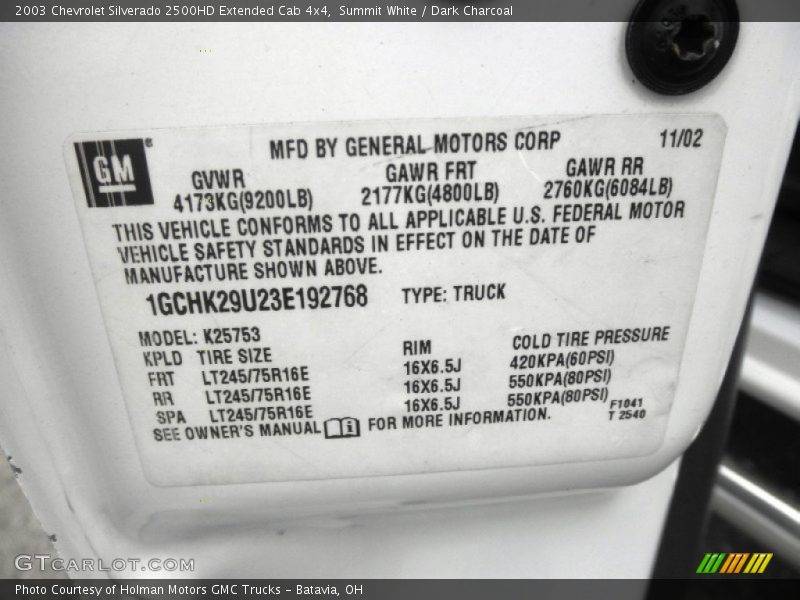 2003 Chevrolet Silverado 2500HD Extended Cab 4x4, Summit White / Dark Charcoal
GM
MFD BY GENERAL MOTORS CORP 11/02
GVWR GAWR FRT GAWR RR
4173KG(9200LB) 2177KG(4800LB) 2760KG(6084LB)
THIS VEHICLE CONFORMS TO ALL APPLICABLE U.S. FEDERAL MOTOR
VEHICLE SAFETY STANDARDS IN EFFECT ON THE DATE OF
MANUFACTURE SHOWN ABOVE.
1GCHK29U23E192768 TYPE: TRUCK
MODEL: K25753
KPLD TIRE SIZE RIM COLD TIRE PRESSURE
FRT LT245/75R16E 16X6.5J 420KPA(60PSI)
RR LT245/75R16E 16X6.5J 550KPA(80PSI)
SPA LT245/75R16E 16X6.5J 550KPA(80PSI)
SEE OWNER'S MANUAL FOR MORE INFORMATION.
F1041
T 2540
GTCARLOT.COM
Photo Courtesy of Holman Motors GMC Trucks - Batavia, OH